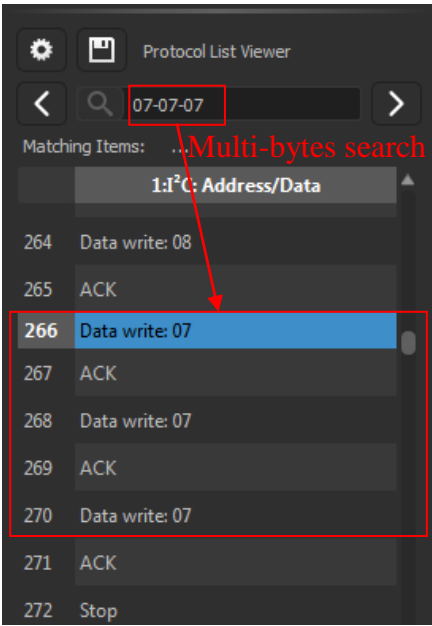 Protocol List Viewer
07-07-07
Matching Items: ...
Multi-bytes search
1:I²C: Address/Data
264 Data write: 08
265 ACK
266 Data write: 07
267 ACK
268 Data write: 07
269 ACK
270 Data write: 07
271 ACK
272 Stop